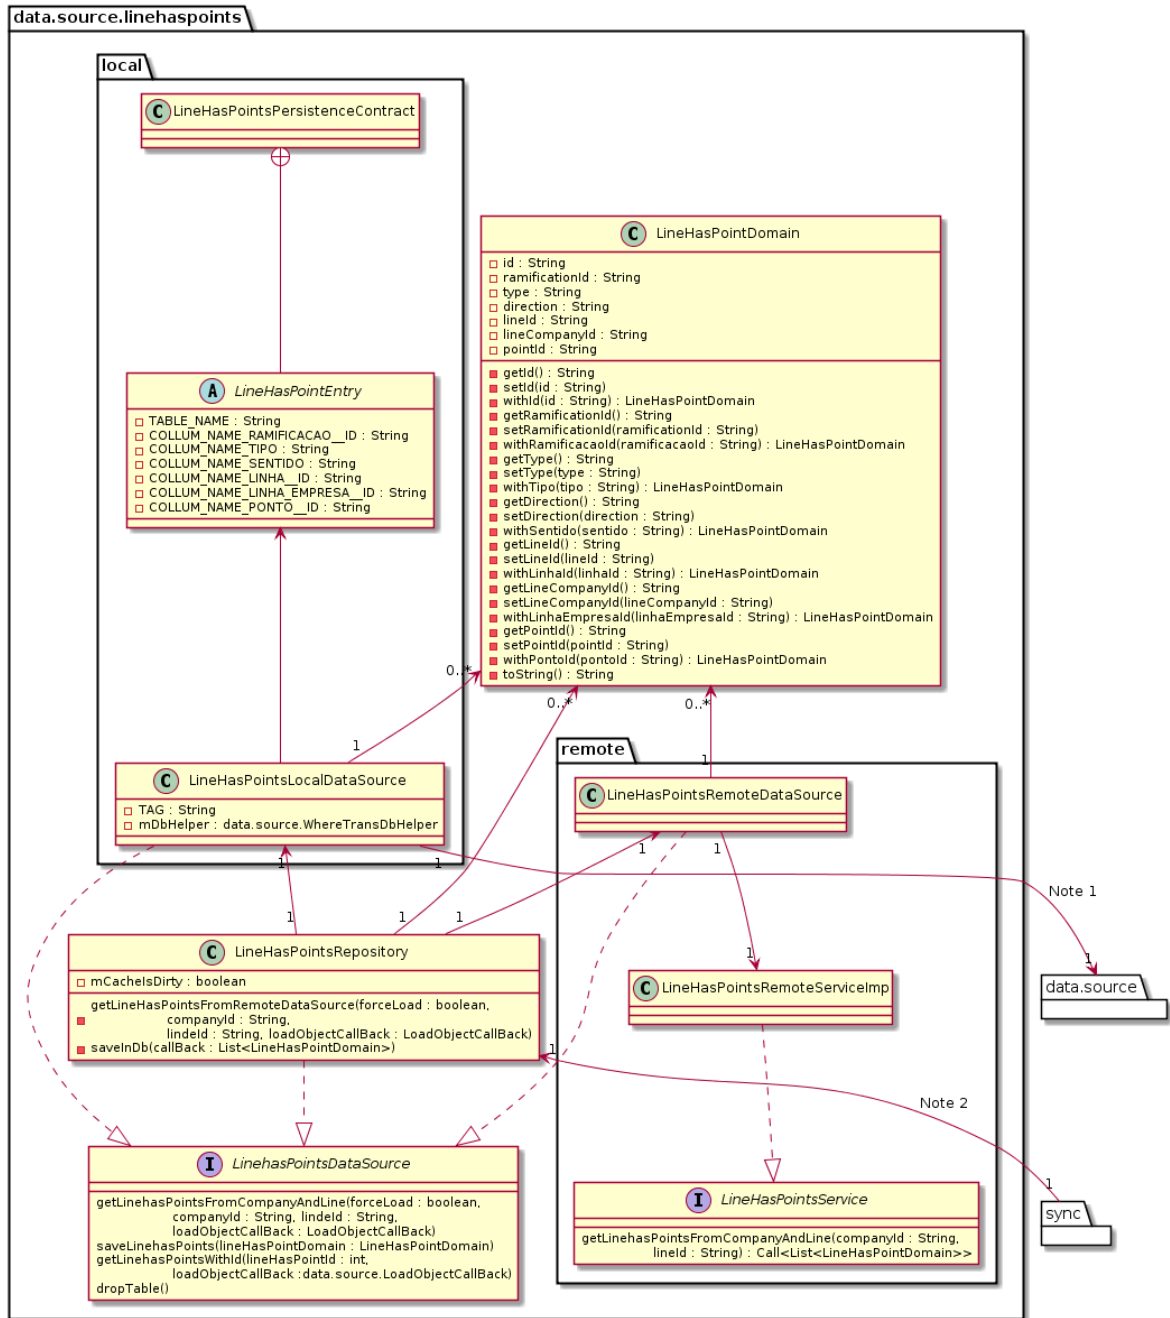 data.source.linehaspoints
local
C LineHasPointsPersistenceContract
C LineHasPointDomain
id : String
ramificationId : String
type : String
direction : String
lineId : String
lineCompanyId : String
pointId : String
getId() : String
setId(id : String)
withId(id : String) : LineHasPointDomain
getRamificationId() : String
setRamificationId(ramificationId : String)
withRamificacaoId(ramificacaoId : String) : LineHasPointDomain
getType() : String
setType(type : String)
withTipo(tipo : String) : LineHasPointDomain
getDirection() : String
setDirection(direction : String)
withSentido(sentido : String) : LineHasPointDomain
getLineId() : String
setLineId(lineId : String)
withLinhaId(linhaId : String) : LineHasPointDomain
getLineCompanyId() : String
setLineCompanyId(lineCompanyId : String)
withLinhaEmpresaId(linhaEmpresaId : String) : LineHasPointDomain
getPointId() : String
setPointId(pointId : String)
withPontoId(pontoId : String) : LineHasPointDomain
toString() : String
A LineHasPointEntry
TABLE_NAME : String
COLLUM_NAME_RAMIFICACAO__ID : String
COLLUM_NAME_TIPO : String
COLLUM_NAME_SENTIDO : String
COLLUM_NAME_LINHA__ID : String
COLLUM_NAME_LINHA_EMPRESA__ID : String
COLLUM_NAME_PONTO__ID : String
0..*
0..*
0..*
1
1
remote
C LineHasPointsLocalDataSource
TAG : String
mDbHelper : data.source.WhereTransDbHelper
C LineHasPointsRemoteDataSource
1
1
1
1
Note 1
1
1
1
1
1
C LineHasPointsRepository
mCacheIsDirty : boolean
getLineHasPointsFromRemoteDataSource(forceLoad : boolean,
companyId : String,
lindeId : String, loadObjectCallBack : LoadObjectCallBack)
saveInDb(callBack : List<LineHasPointDomain>)
C LineHasPointsRemoteServiceImp
data.source
1
Note 2
1
I LinehasPointsDataSource
getLinehasPointsFromCompanyAndLine(forceLoad : boolean,
companyId : String, lindeId : String,
loadObjectCallBack : LoadObjectCallBack)
saveLinehasPoints(lineHasPointDomain : LineHasPointDomain)
getLinehasPointsWithId(lineHasPointId : int,
loadObjectCallBack :data.source.LoadObjectCallBack)
dropTable()
I LineHasPointsService
getLinehasPointsFromCompanyAndLine(companyId : String,
lineId : String) : Call<List<LineHasPointDomain>>
sync